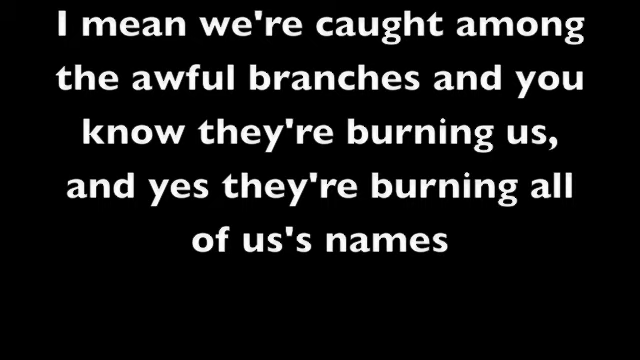 I mean we're caught among
the awful branches and you
know they're burning us,
and yes they're burning all
of us's names